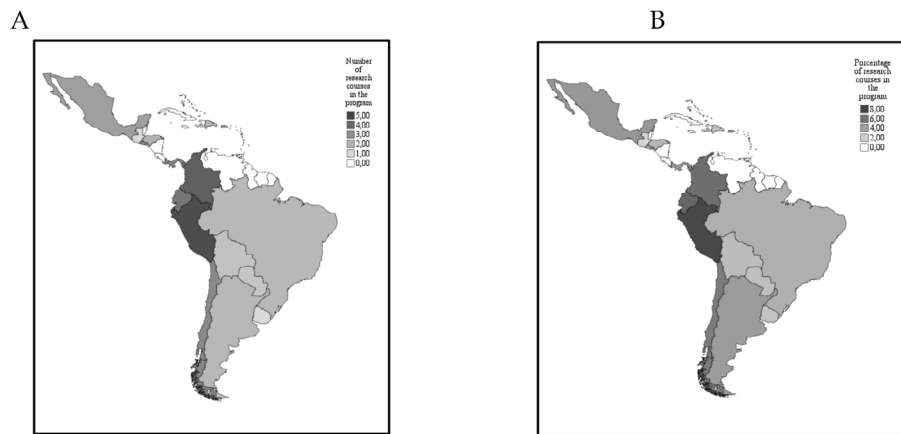 A
B
Number
of
research
courses
in the
program
5,00
4,00
3,00
2,00
1,00
0,00
Porcentage
of research
courses in
the
program
8,00
6,00
4,00
2,00
0,00